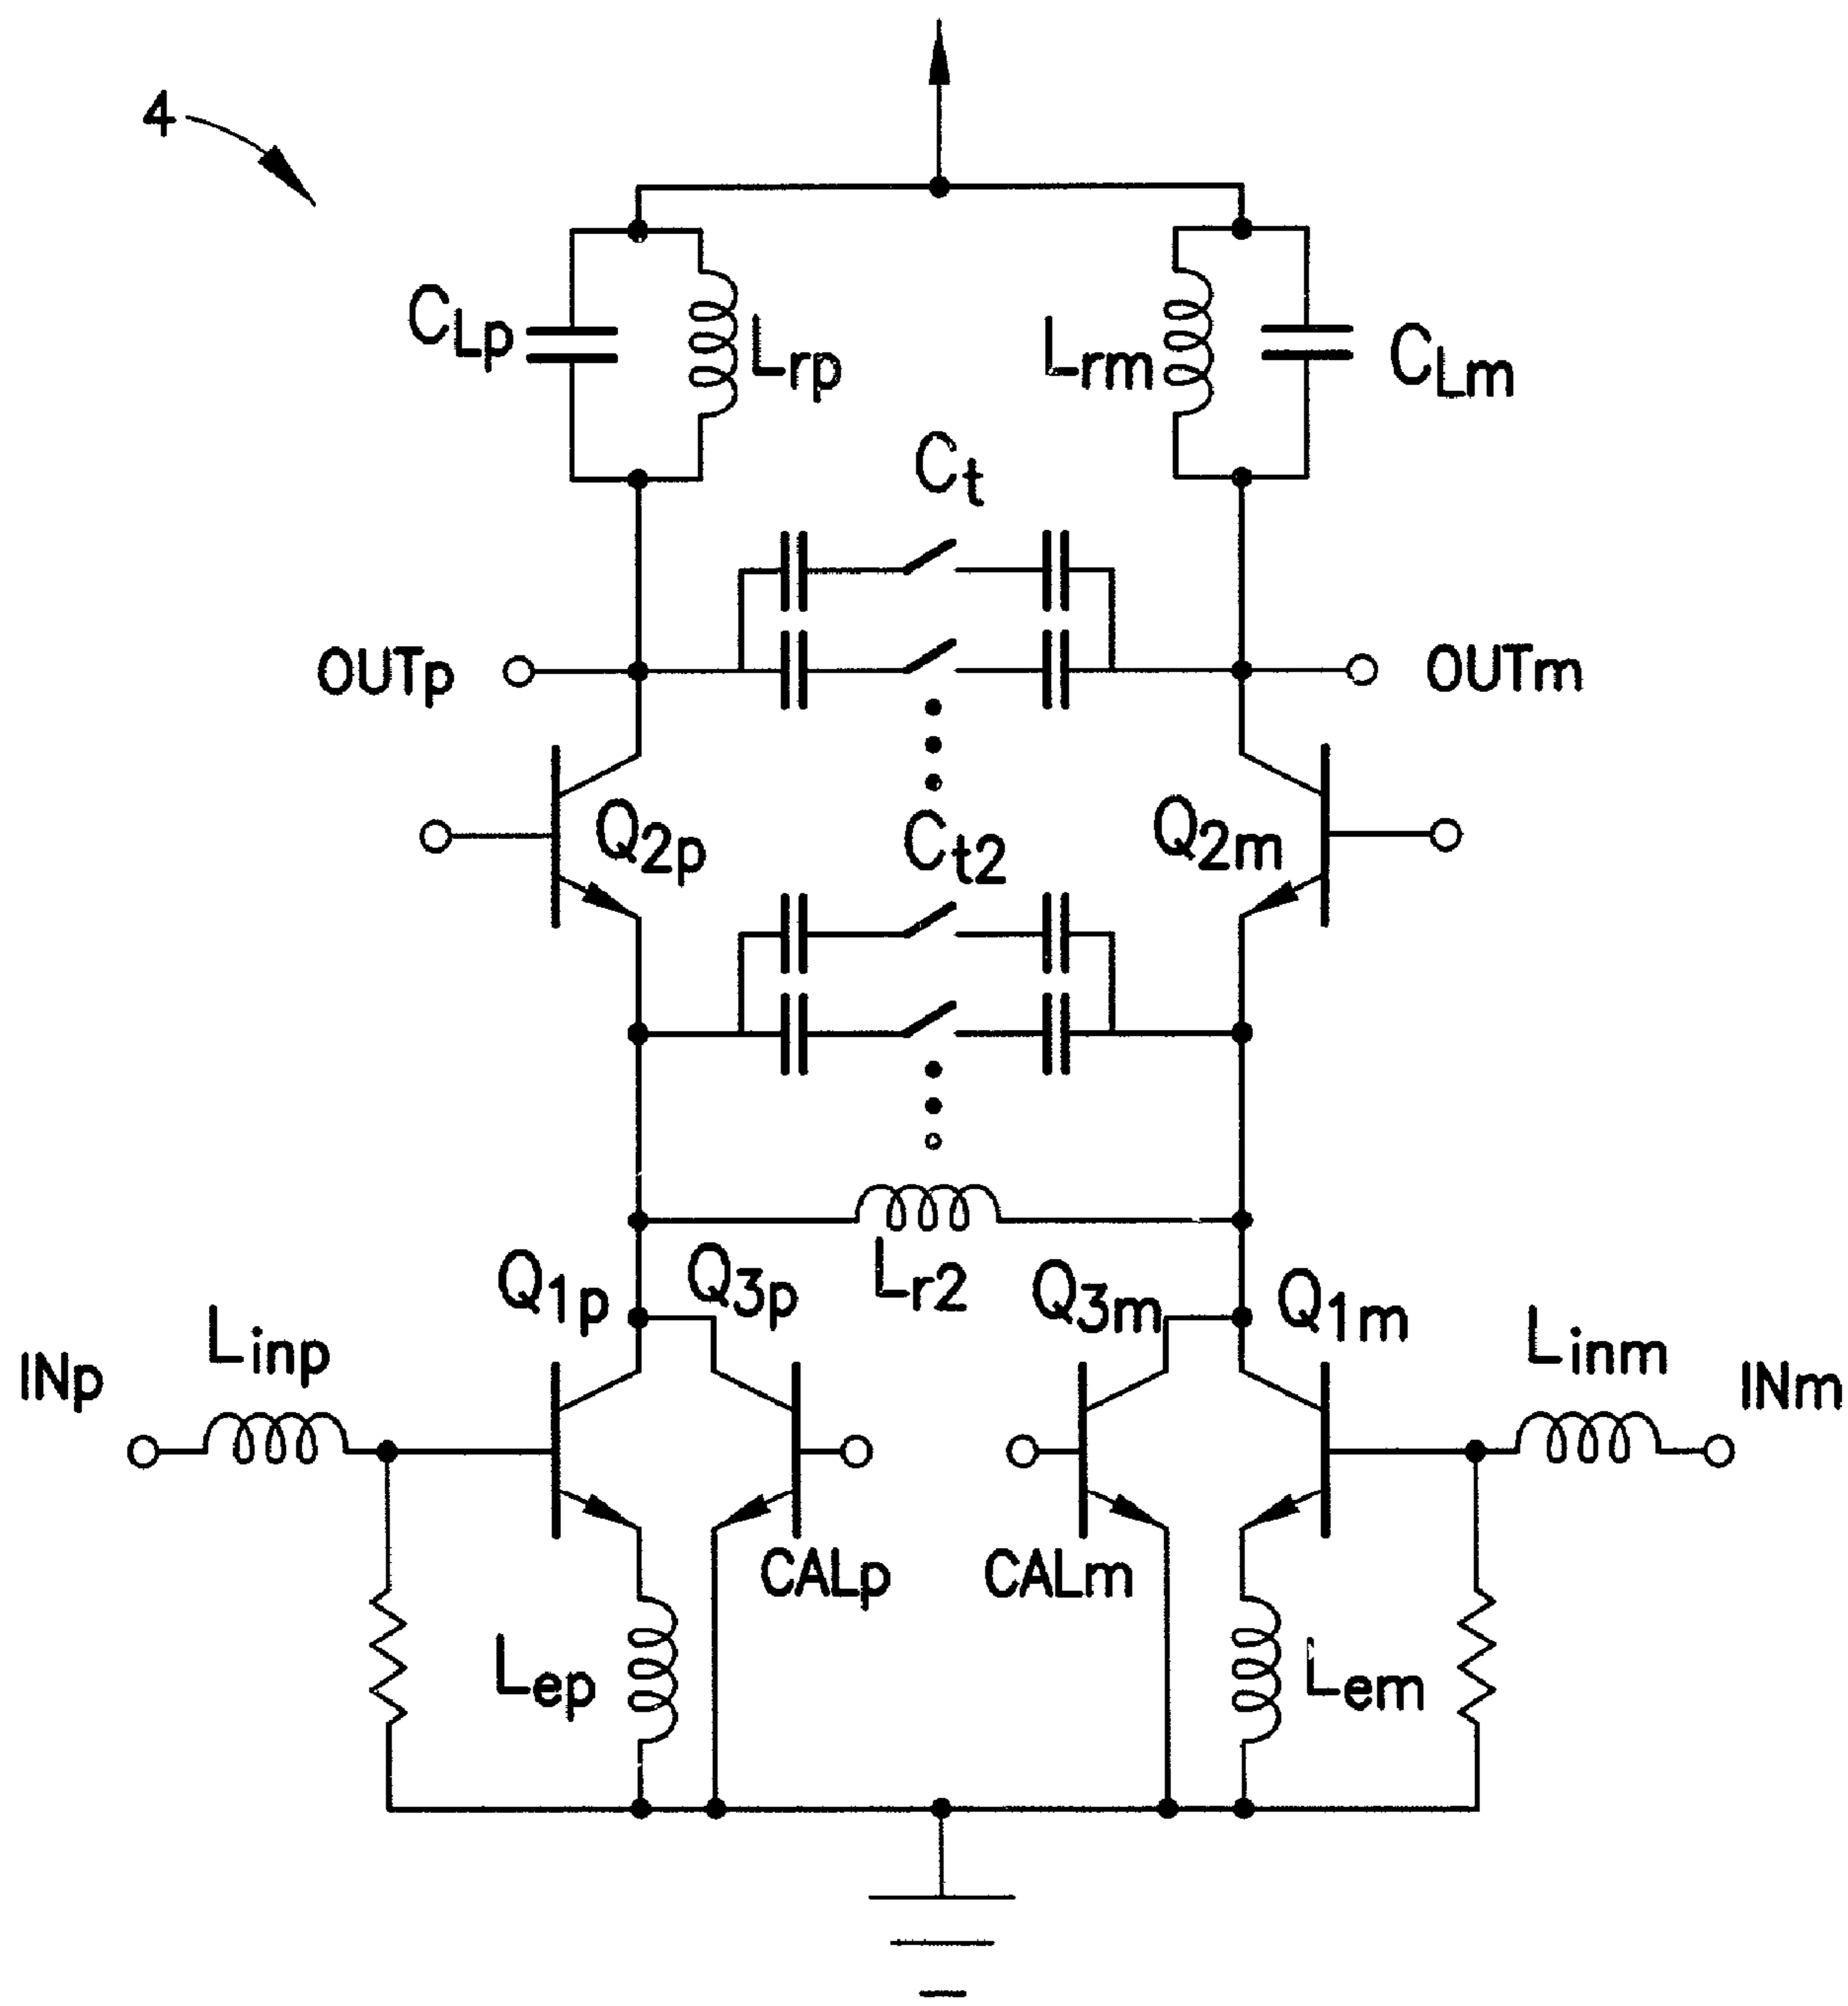 4
CLp
Lrp
Lrm
CLm
Ct
OUTp
OUTm
Q2p
Q2m
Ct2
Q1p
Q3p
Lr2
Q3m
Q1m
INp
Linp
Linm
INm
CALp
CALm
Lep
Lem